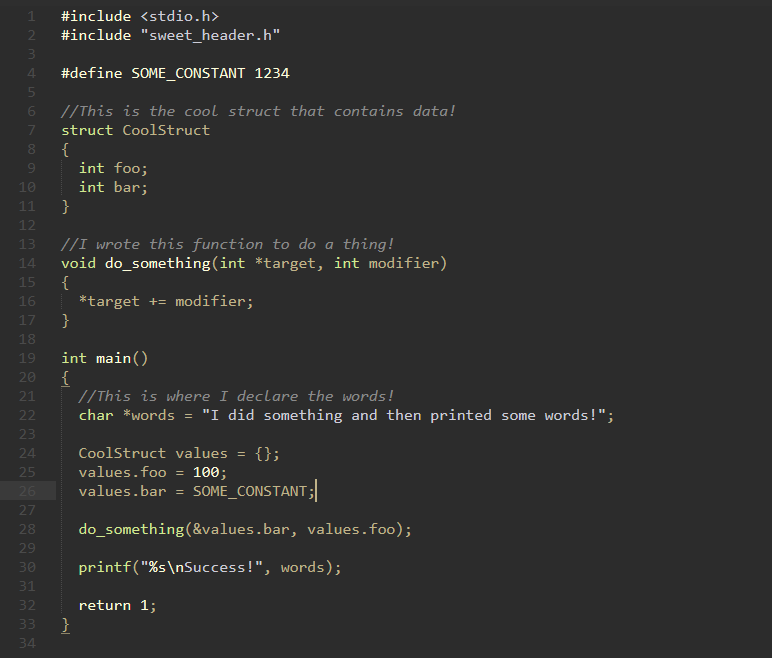 1 #include <stdio.h>
2 #include "sweet_header.h"
3
4 #define SOME_CONSTANT 1234
5
6 //This is the cool struct that contains data!
7 struct CoolStruct
8 {
9   int foo;
10   int bar;
11 }
12
13 //I wrote this function to do a thing!
14 void do_something(int *target, int modifier)
15 {
16   *target += modifier;
17 }
18
19 int main()
20 {
21   //This is where I declare the words!
22   char *words = "I did something and then printed some words!";
23
24   CoolStruct values = {};
25   values.foo = 100;
26   values.bar = SOME_CONSTANT;
27
28   do_something(&values.bar, values.foo);
29
30   printf("%s\nSuccess!", words);
31
32   return 1;
33 }
34